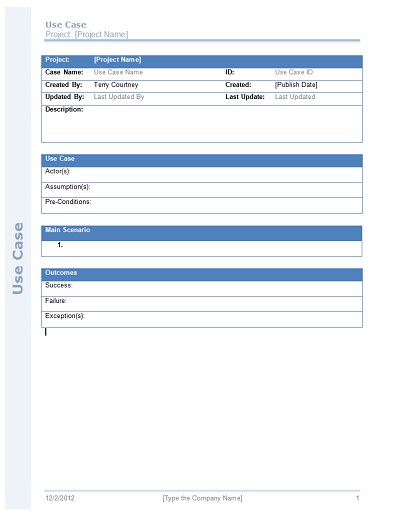 Use Case
Project: [Project Name]
Project: [Project Name]
Case Name: Use Case Name ID: Use Case ID
Created By: Terry Courtney Created: [Publish Date]
Updated By: Last Updated By Last Update: Last Updated
Description:
Use Case
Actor(s):
Assumption(s):
Pre-Conditions:
Main Scenario
1.
Outcomes
Success:
Failure:
Exception(s):
Use Case
12/2/2012 [Type the Company Name] 1